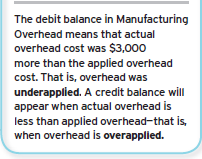 The debit balance in Manufacturing
Overhead means that actual
overhead cost was $3,000
more than the applied overhead
cost. That is, overhead was
underapplied. A credit balance will
appear when actual overhead is
less than applied overhead—that is,
when overhead is overapplied.